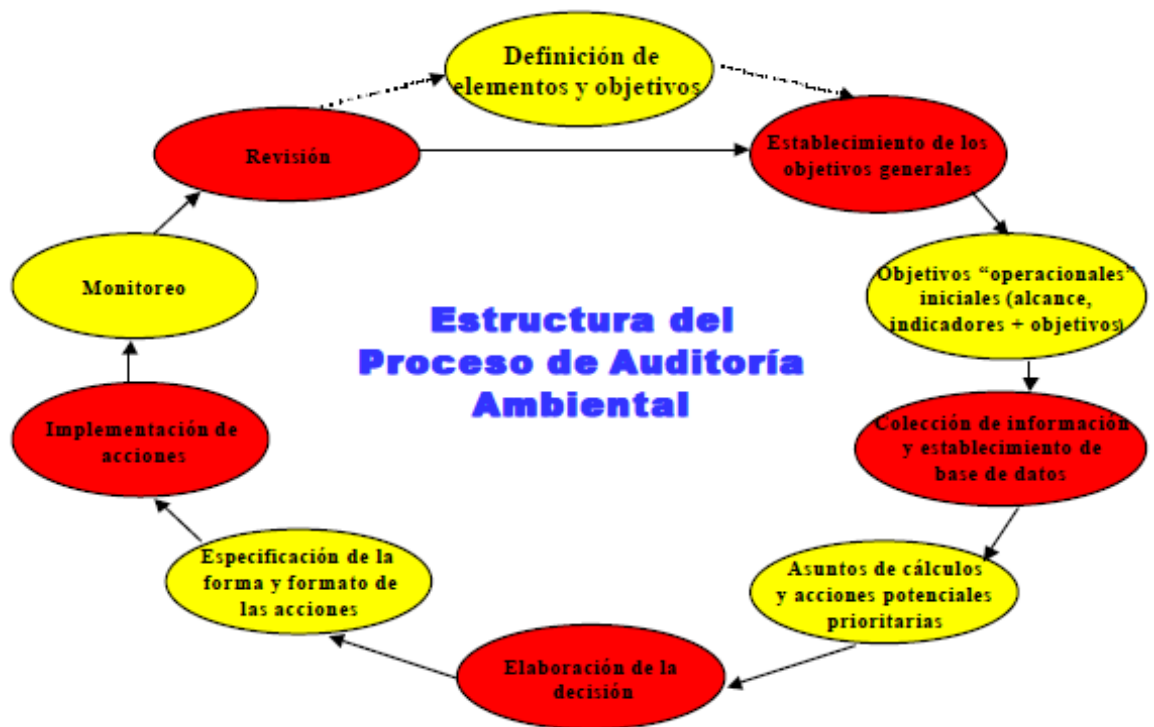 Definición de
elementos y objetivos
Revisión
Establecimiento de los
objetivos generales
Monitoreo
Objetivos “operacionales”
iniciales (alcance,
indicadores + objetivos)
Estructura del
Proceso de Auditoría
Ambiental
Implementación de
acciones
Colección de información
y establecimiento de
base de datos
Especificación de la
forma y formato de
las acciones
Asuntos de cálculos
y acciones potenciales
prioritarias
Elaboración de la
decisión